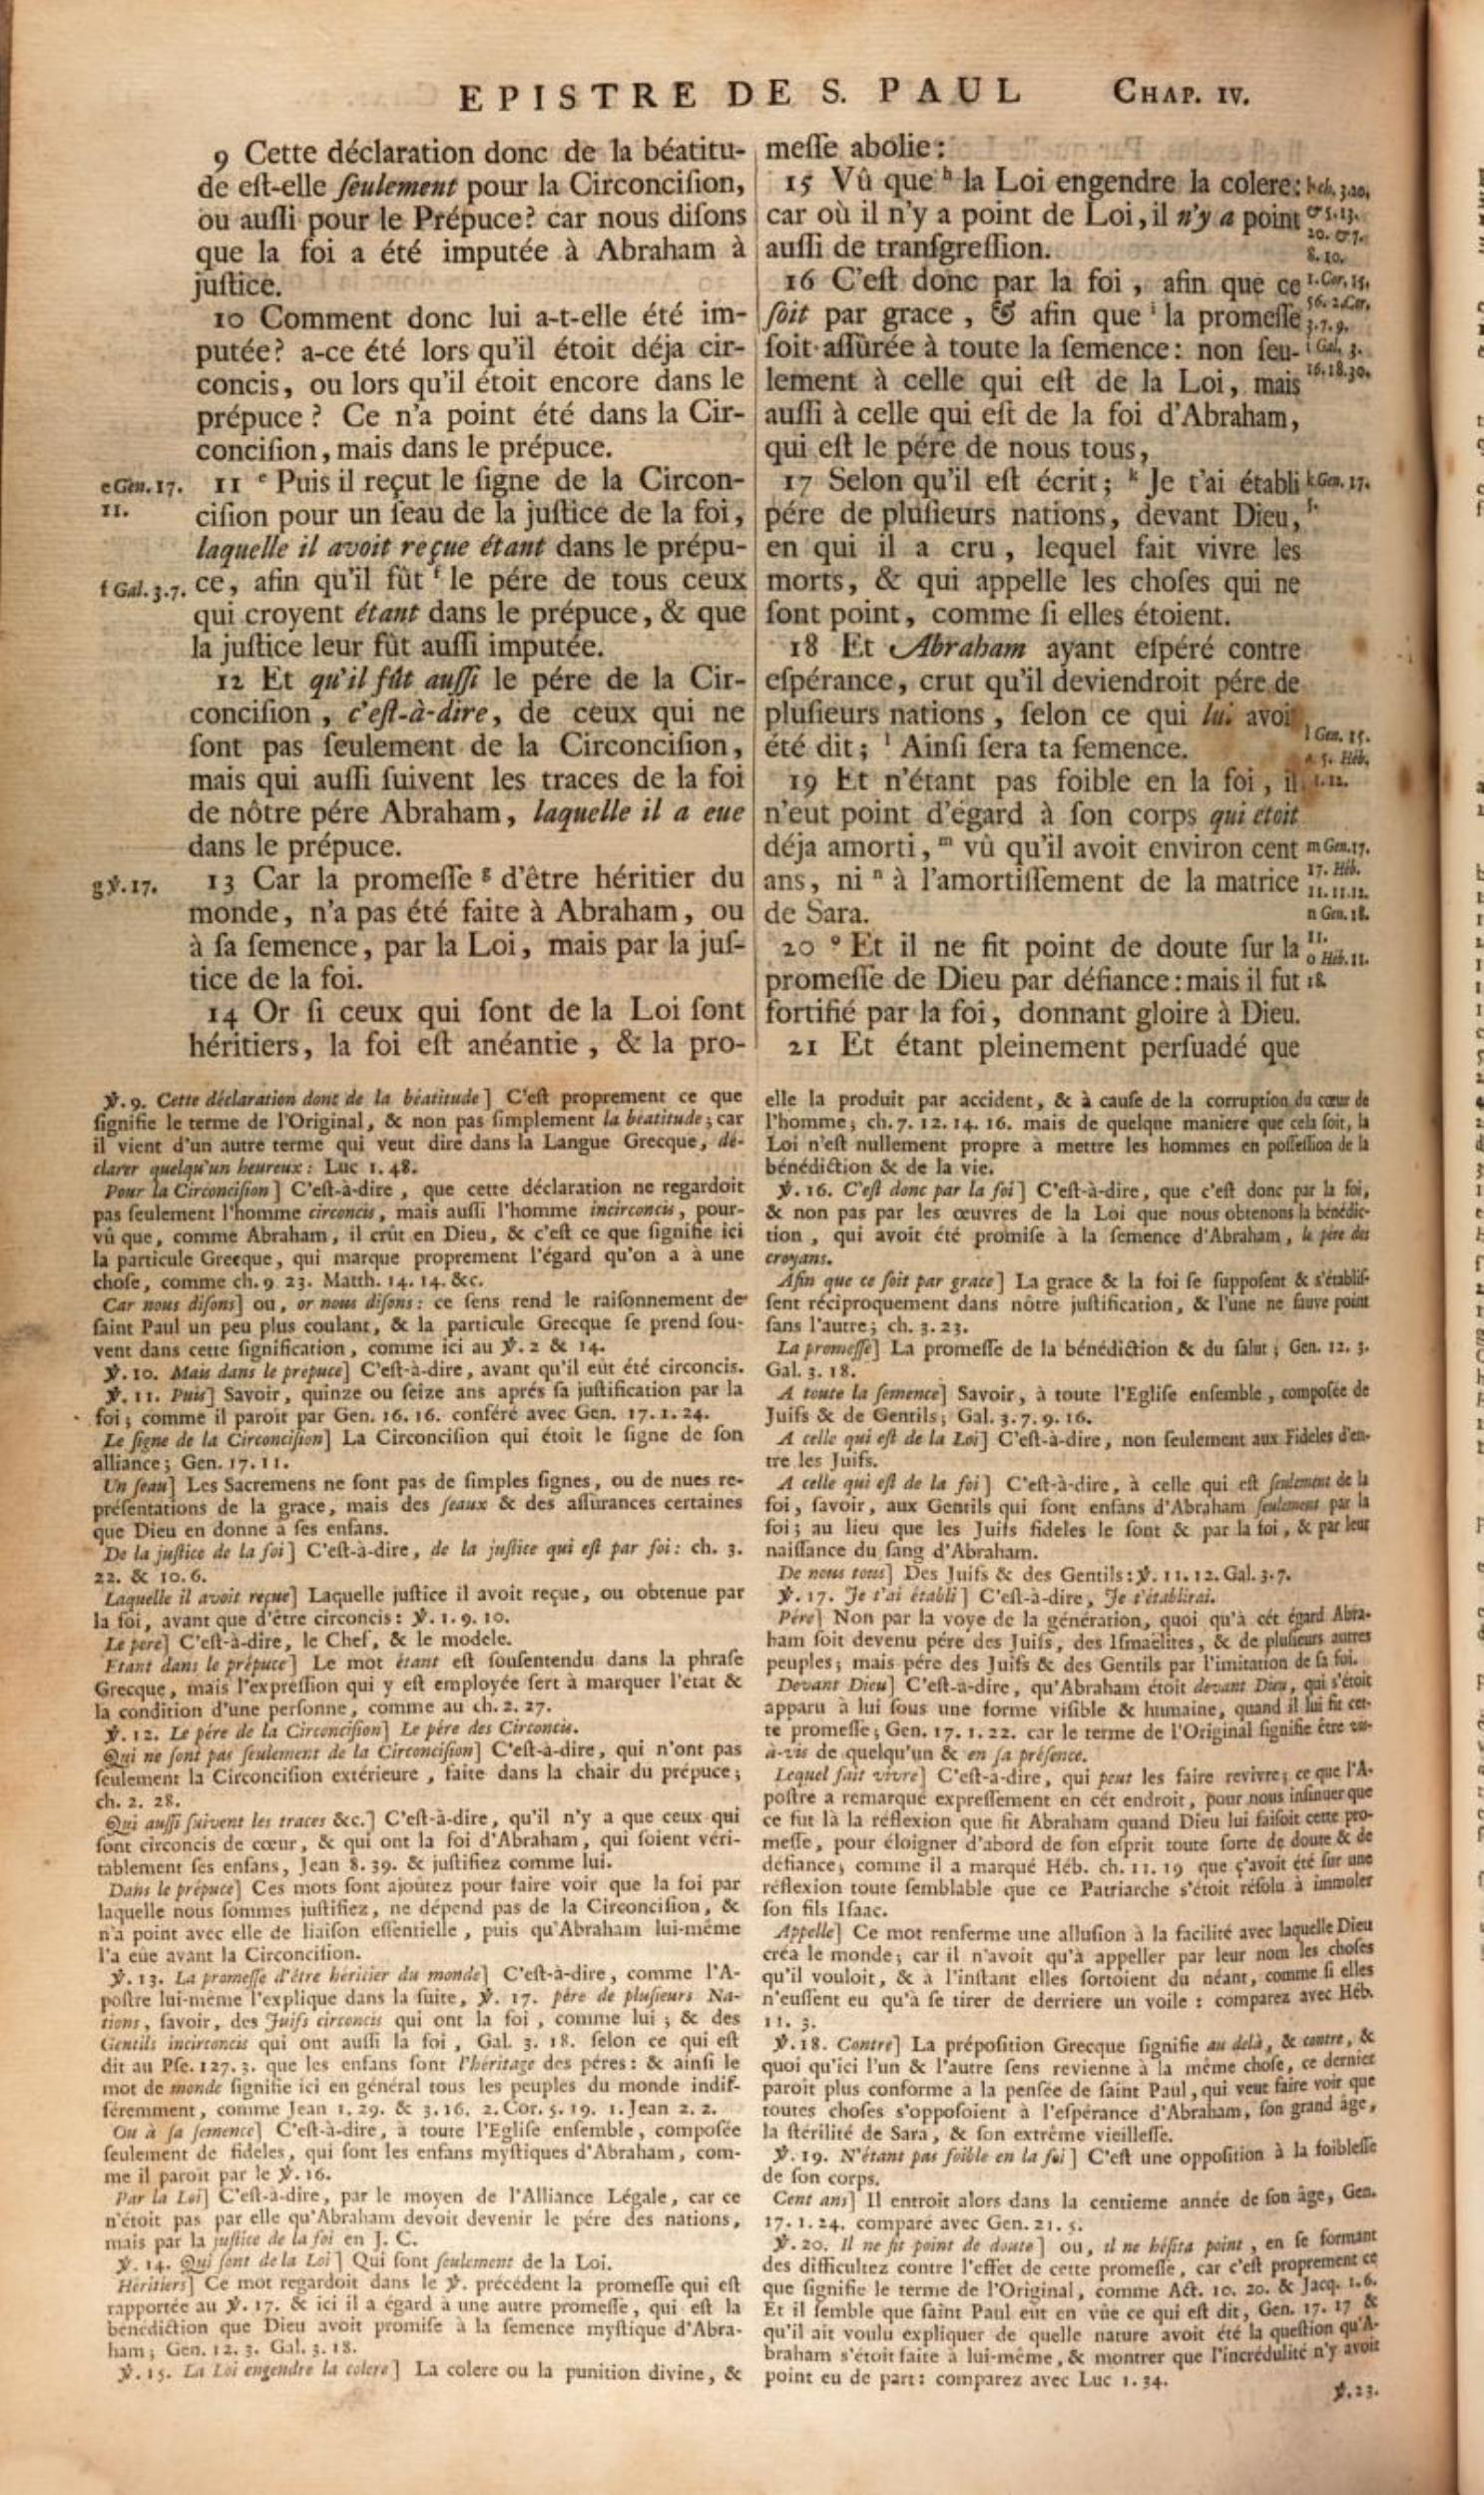 EPISTRE DE S. PAUL CHAP. IV.
9 Cette déclaration donc de la béatitu-
de eſt-elle ſeulement pour la Circonciſion,
ou auſſi pour le Prépuce? car nous diſons
que la foi a été imputée à Abraham à
juſtice.
10 Comment donc lui a-t-elle été im-
putée? a-ce été lors qu'il étoit déja cir-
concis, ou lors qu'il étoit encore dans le
prépuce? Ce n'a point été dans la Cir-
conciſion, mais dans le prépuce.
e Gen. 17. 11 ᵉ Puis il reçut le ſigne de la Circon-
11. ciſion pour un ſeau de la juſtice de la foi,
laquelle il avoit reçue étant dans le prépu-
f Gal. 3.7. ce, afin qu'il fût ᶠ le pére de tous ceux
qui croyent étant dans le prépuce, & que
la juſtice leur fût auſſi imputée.
12 Et qu'il fût auſſi le pére de la Cir-
conciſion, c'eſt-à-dire, de ceux qui ne
ſont pas ſeulement de la Circonciſion,
mais qui auſſi ſuivent les traces de la foi
de nôtre pére Abraham, laquelle il a eue
dans le prépuce.
g ỳ. 17. 13 Car la promeſſe ᵍ d'être héritier du
monde, n'a pas été faite à Abraham, ou
à ſa ſemence, par la Loi, mais par la juſ-
tice de la foi.
14 Or ſi ceux qui ſont de la Loi ſont
héritiers, la foi eſt anéantie, & la pro-
meſſe abolie:
15 Vû que ʰ la Loi engendre la colere:
car où il n'y a point de Loi, il n'y a point
auſſi de tranſgreſſion.
16 C'eſt donc par la foi, afin que ce
ſoit par grace, & afin que ⁱ la promeſſe
ſoit aſſûrée à toute la ſemence: non ſeu-
lement à celle qui eſt de la Loi, mais
auſſi à celle qui eſt de la foi d'Abraham,
qui eſt le pére de nous tous,
17 Selon qu'il eſt écrit; ᵏ Je t'ai établi k Gen. 17.
pére de pluſieurs nations, devant Dieu,
en qui il a cru, lequel fait vivre les
morts, & qui appelle les choſes qui ne
ſont point, comme ſi elles étoient.
18 Et Abraham ayant eſpéré contre
eſpérance, crut qu'il deviendroit pére de
pluſieurs nations, ſelon ce qui lui avoit
été dit; ˡ Ainſi ſera ta ſemence. l Gen. 15.
19 Et n'étant pas foible en la foi, il
n'eut point d'égard à ſon corps qui étoit
déja amorti, ᵐ vû qu'il avoit environ cent m Gen. 17.
ans, ni ⁿ à l'amortiſſement de la matrice 17. Héb. 11. 11. 12.
de Sara. n Gen. 18.
20 ᵒ Et il ne fit point de doute ſur la 11. o Héb. 11.
promeſſe de Dieu par défiance: mais il fut 18.
fortifié par la foi, donnant gloire à Dieu.
21 Et étant pleinement perſuadé que
ỳ. 9. Cette déclaration donc de la béatitude] C'eſt proprement ce que
ſignifie le terme de l'Original, & non pas ſimplement la béatitude; car
il vient d'un autre terme qui veut dire dans la Langue Grecque, dé-
clarer quelqu'un heureux: Luc 1. 48.
Pour la Circonciſion] C'eſt-à-dire, que cette déclaration ne regardoit
pas ſeulement l'homme circoncis, mais auſſi l'homme incirconcis, pour-
vû que, comme Abraham, il crût en Dieu, & c'eſt ce que ſignifie ici
la particule Grecque, qui marque proprement l'égard qu'on a à une
choſe, comme ch. 9. 23. Matth. 14. 14. &c.
Car nous diſons] ou, or nous diſons: ce ſens rend le raiſonnement de
ſaint Paul un peu plus coulant, & la particule Grecque ſe prend ſou-
vent dans cette ſignification, comme ici au ỳ. 2 & 14.
ỳ. 10. Mais dans le prepuce] C'eſt-à-dire, avant qu'il eût été circoncis.
ỳ. 11. Puis] Savoir, quinze ou ſeize ans aprés ſa juſtification par la
foi; comme il paroit par Gen. 16. 16. conféré avec Gen. 17. 1. 24.
Le ſigne de la Circonciſion] La Circonciſion qui étoit le ſigne de ſon
alliance; Gen. 17. 11.
Un ſeau] Les Sacremens ne ſont pas de ſimples ſignes, ou de nues re-
préſentations de la grace, mais des ſeaux & des aſſûrances certaines
que Dieu en donne à ſes enfans.
De la juſtice de la foi] C'eſt-à-dire, de la juſtice qui eſt par foi: ch. 3.
22. & 10. 6.
Laquelle il avoit reçue] Laquelle juſtice il avoit reçue, ou obtenue par
la foi, avant que d'être circoncis: ỳ. 1. 9. 10.
Le pere] C'eſt-à-dire, le Chef, & le modele.
Etant dans le prépuce] Le mot étant eſt ſouſentendu dans la phraſe
Grecque, mais l'expreſſion qui y eſt employée ſert à marquer l'état &
la condition d'une perſonne, comme au ch. 2. 27.
ỳ. 12. Le pére de la Circonciſion] Le pére des Circoncis.
Qui ne ſont pas ſeulement de la Circonciſion] C'eſt-à-dire, qui n'ont pas
ſeulement la Circonciſion extérieure, faite dans la chair du prépuce;
ch. 2. 28.
Qui auſſi ſuivent les traces &c.] C'eſt-à-dire, qu'il n'y a que ceux qui
ſont circoncis de cœur, & qui ont la foi d'Abraham, qui ſoient véri-
tablement ſes enfans, Jean 8. 39. & juſtifiez comme lui.
Dans le prépuce] Ces mots ſont ajoûtez pour faire voir que la foi par
laquelle nous ſommes juſtifiez, ne dépend pas de la Circonciſion, &
n'a point avec elle de liaiſon eſſentielle, puis qu'Abraham lui-même
l'a eûe avant la Circonciſion.
ỳ. 13. La promeſſe d'être héritier du monde] C'eſt-à-dire, comme l'A-
poſtre lui-même l'explique dans la ſuite, ỳ. 17. pére de pluſieurs Na-
tions, ſavoir, des Juifs circoncis qui ont la foi, comme lui; & des
Gentils incirconcis qui ont auſſi la foi, Gal. 3. 18. ſelon ce qui eſt
dit au Pſe. 127. 3. que les enfans ſont l'héritage des péres: & ainſi le
mot de monde ſignifie ici en général tous les peuples du monde indif-
féremment, comme Jean 1. 29. & 3. 16. 2. Cor. 5. 19. 1. Jean 2. 2.
Ou à ſa ſemence] C'eſt-à-dire, à toute l'Egliſe enſemble, compoſée
ſeulement de fideles, qui ſont les enfans myſtiques d'Abraham, com-
me il paroit par le ỳ. 16.
Par la Loi] C'eſt-à-dire, par le moyen de l'Alliance Légale, car ce
n'étoit pas par elle qu'Abraham devoit devenir le pére des nations,
mais par la juſtice de la foi en J. C.
ỳ. 14. Qui ſont de la Loi] Qui ſont ſeulement de la Loi.
Héritiers] Ce mot regardoit dans le ỳ. précédent la promeſſe qui eſt
rapportée au ỳ. 17. & ici il a égard à une autre promeſſe, qui eſt la
bénédiction que Dieu avoit promiſe à la ſemence myſtique d'Abra-
ham; Gen. 12. 3. Gal. 3. 18.
ỳ. 15. La Loi engendre la colere] La colere ou la punition divine, &
elle la produit par accident, & à cauſe de la corruption du cœur de
l'homme; ch. 7. 12. 14. 16. mais de quelque maniere que cela ſoit, la
Loi n'eſt nullement propre à mettre les hommes en poſſeſſion de la
bénédiction & de la vie.
ỳ. 16. C'eſt donc par la foi] C'eſt-à-dire, que c'eſt donc par la foi,
& non pas par les œuvres de la Loi que nous obtenons la bénédic-
tion, qui avoit été promiſe à la ſemence d'Abraham, le pére des
croyans.
Afin que ce ſoit par grace] La grace & la foi ſe ſuppoſent & s'établiſ-
ſent réciproquement dans nôtre juſtification, & l'une ne ſauve point
ſans l'autre; ch. 3. 23.
La promeſſe] La promeſſe de la bénédiction & du ſalut; Gen. 12. 3.
Gal. 3. 18.
A toute la ſemence] Savoir, à toute l'Egliſe enſemble, compoſée de
Juifs & de Gentils; Gal. 3. 7. 9. 16.
A celle qui eſt de la Loi] C'eſt-à-dire, non ſeulement aux Fideles d'en-
tre les Juifs.
A celle qui eſt de la foi] C'eſt-à-dire, à celle qui eſt ſeulement de la
foi, ſavoir, aux Gentils qui ſont enfans d'Abraham ſeulement par la
foi; au lieu que les Juifs fideles le ſont & par la foi, & par leur
naiſſance du ſang d'Abraham.
De nous tous] Des Juifs & des Gentils: ỳ. 11. 12. Gal. 3. 7.
ỳ. 17. Je t'ai établi] C'eſt-à-dire, Je t'établirai.
Pére] Non par la voye de la génération, quoi qu'à cét égard Abra-
ham ſoit devenu pére des Juifs, des Iſmaëlites, & de pluſieurs autres
peuples; mais pére des Juifs & des Gentils par l'imitation de ſa foi.
Devant Dieu] C'eſt-à-dire, qu'Abraham étoit devant Dieu, qui s'étoit
apparu à lui ſous une forme viſible & humaine, quand il lui fit cet-
te promeſſe; Gen. 17. 1. 22. car le terme de l'Original ſignifie être vis-
à-vis de quelqu'un & en ſa préſence.
Lequel fait vivre] C'eſt-à-dire, qui peut les faire revivre; ce que l'A-
poſtre a remarqué expreſſement en cét endroit, pour nous inſinuer que
ce fut là la réflexion que fit Abraham quand Dieu lui faiſoit cette pro-
meſſe, pour éloigner d'abord de ſon eſprit toute ſorte de doute & de
défiance; comme il a marqué Héb. ch. 11. 19 que ç'avoit été ſur une
réflexion toute ſemblable que ce Patriarche s'étoit réſolu à immoler
ſon fils Iſaac.
Appelle] Ce mot renferme une alluſion à la facilité avec laquelle Dieu
créa le monde; car il n'avoit qu'à appeller par leur nom les choſes
qu'il vouloit, & à l'inſtant elles ſortoient du néant, comme ſi elles
n'euſſent eu qu'à ſe tirer de derriere un voile: comparez avec Héb.
11. 3.
ỳ. 18. Contre] La prépoſition Grecque ſignifie au delà, & contre, &
quoi qu'ici l'un & l'autre ſens revienne à la même choſe, ce dernier
paroit plus conforme à la penſée de ſaint Paul, qui veut faire voir que
toutes choſes s'oppoſoient à l'eſpérance d'Abraham, ſon grand âge,
la ſtérilité de Sara, & ſon extrême vieilleſſe.
ỳ. 19. N'étant pas foible en la foi] C'eſt une oppoſition à la foibleſſe
de ſon corps.
Cent ans] Il entroit alors dans la centieme année de ſon âge, Gen.
17. 1. 24. comparé avec Gen. 21. 5.
ỳ. 20. Il ne fit point de doute] ou, il ne héſita point, en ſe formant
des difficultez contre l'effet de cette promeſſe, car c'eſt proprement ce
que ſignifie le terme de l'Original, comme Act. 10. 20. & Jacq. 1. 6.
Et il ſemble que ſaint Paul eût en vûe ce qui eſt dit, Gen. 17. 17 &
qu'il ait voulu expliquer de quelle nature avoit été la queſtion qu'A-
braham s'étoit faite à lui-même, & montrer que l'incrédulité n'y avoit
point eu de part: comparez avec Luc 1. 34.
ỳ. 23.